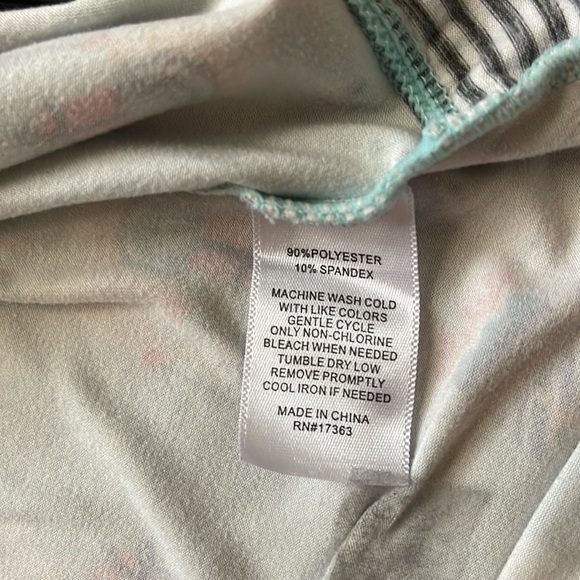 90%POLYESTER
10% SPANDEX
MACHINE WASH COLD
WITH LIKE COLORS
GENTLE CYCLE
ONLY NON-CHLORINE
BLEACH WHEN NEEDED
TUMBLE DRY LOW
REMOVE PROMPTLY
COOL IRON IF NEEDED
MADE IN CHINA
RN#17363